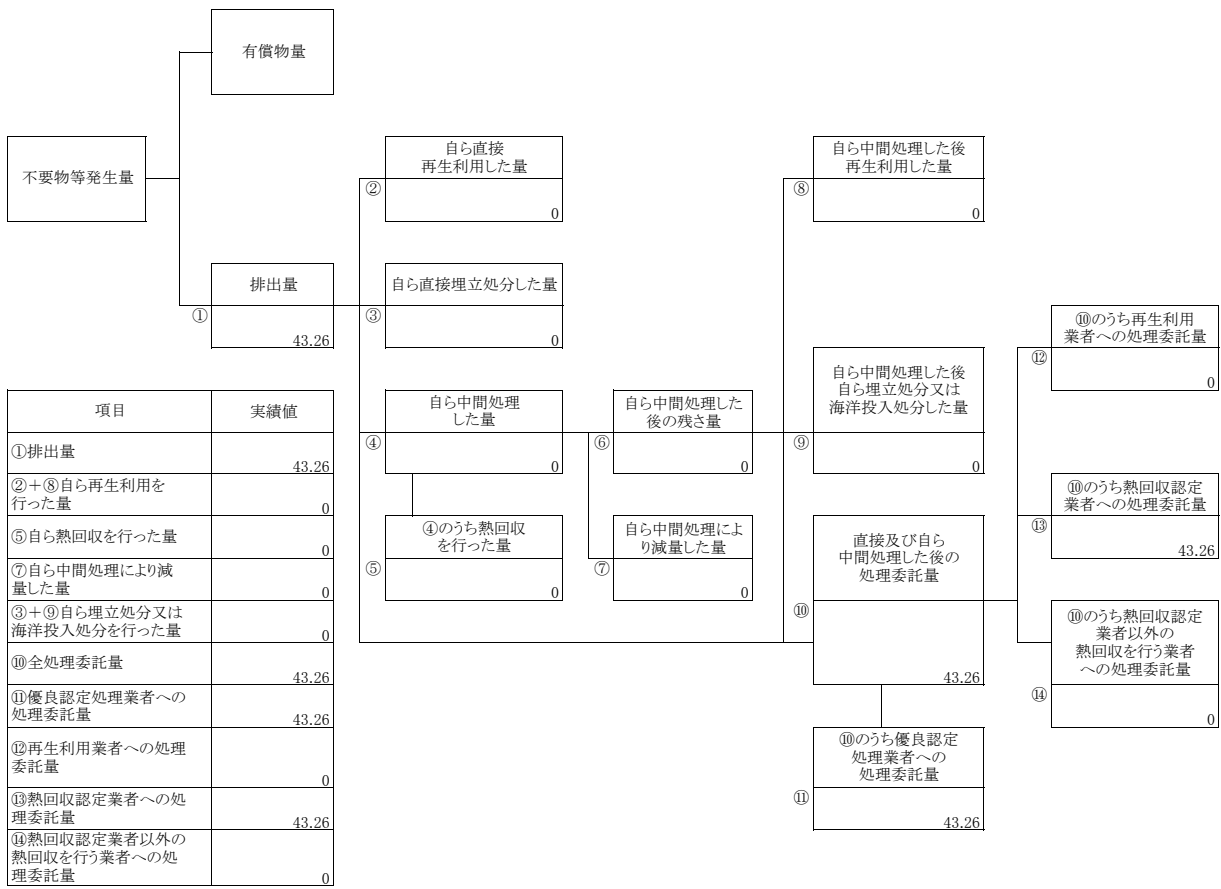 有償物量
不要物等発生量
自ら直接
再生利用した量
②
0
自ら中間処理した後
再生利用した量
⑧
0
排出量
①
43.26
自ら直接埋立処分した量
③
0
⑩のうち再生利用
業者への処理委託量
⑫
0
自ら中間処理した後
自ら埋立処分又は
海洋投入処分した量
⑨
0
自ら中間処理
した量
④
0
自ら中間処理した
後の残さ量
⑥
0
⑩のうち熱回収認定
業者への処理委託量
⑬
43.26
④のうち熱回収
を行った量
⑤
0
自ら中間処理によ
り減量した量
⑦
0
直接及び自ら
中間処理した後の
処理委託量
⑩
43.26
⑩のうち熱回収認定
業者以外の
熱回収を行う業者
への処理委託量
⑭
0
⑩のうち優良認定
処理業者への
処理委託量
⑪
43.26
項目 実績値
①排出量
43.26
②+⑧自ら再生利用を
行った量
0
⑤自ら熱回収を行った量
0
⑦自ら中間処理により減
量した量
0
③+⑨自ら埋立処分又は
海洋投入処分を行った量
0
⑩全処理委託量
43.26
⑪優良認定処理業者への
処理委託量
43.26
⑫再生利用業者への処理
委託量
0
⑬熱回収認定業者への処
理委託量
43.26
⑭熱回収認定業者以外の
熱回収を行う業者への処
理委託量
0